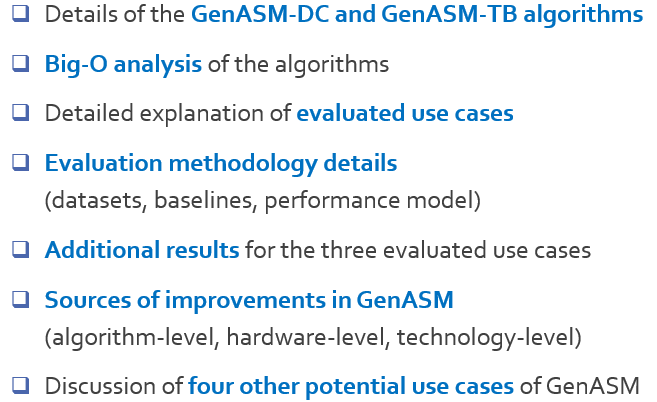 ❑ Details of the GenASM-DC and GenASM-TB algorithms
❑ Big-O analysis of the algorithms
❑ Detailed explanation of evaluated use cases
❑ Evaluation methodology details
(datasets, baselines, performance model)
❑ Additional results for the three evaluated use cases
❑ Sources of improvements in GenASM
(algorithm-level, hardware-level, technology-level)
❑ Discussion of four other potential use cases of GenASM